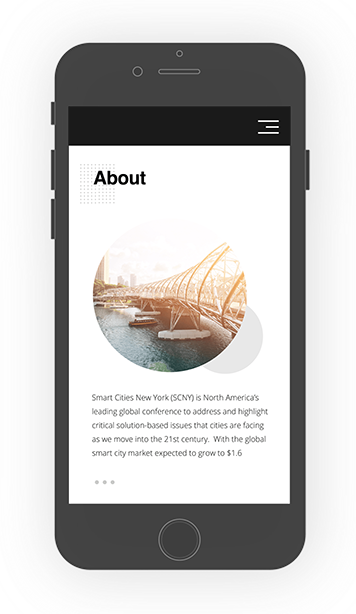 About
Smart Cities New York (SCNY) is North America's
leading global conference to address and highlight
critical solution-based issues that cities are facing
as we move into the 21st century.  With the global
smart city market expected to grow to $1.6